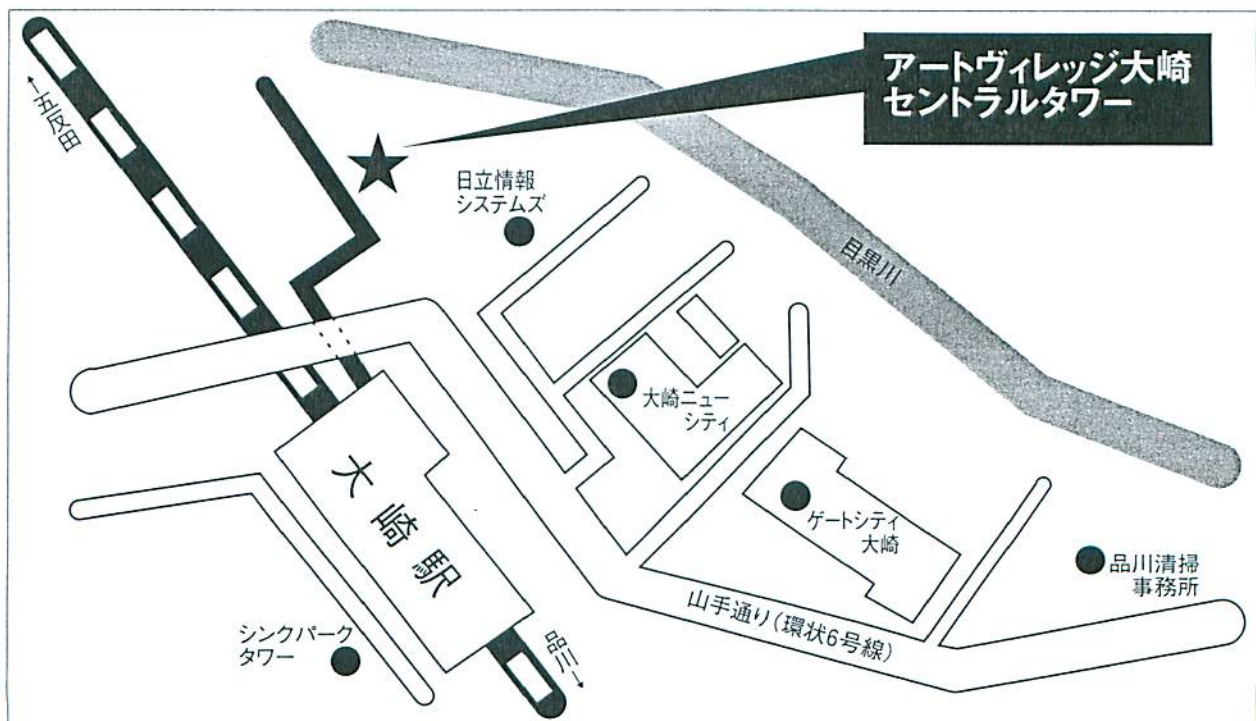 アートヴィレッジ大崎
セントラルタワー
←五反田
日立情報
システムズ
目黒川
大崎ニュー
シティ
大崎駅
ゲートシティ
大崎
品川清掃
事務所
山手通り（環状6号線）
シンクパーク
タワー
品川→